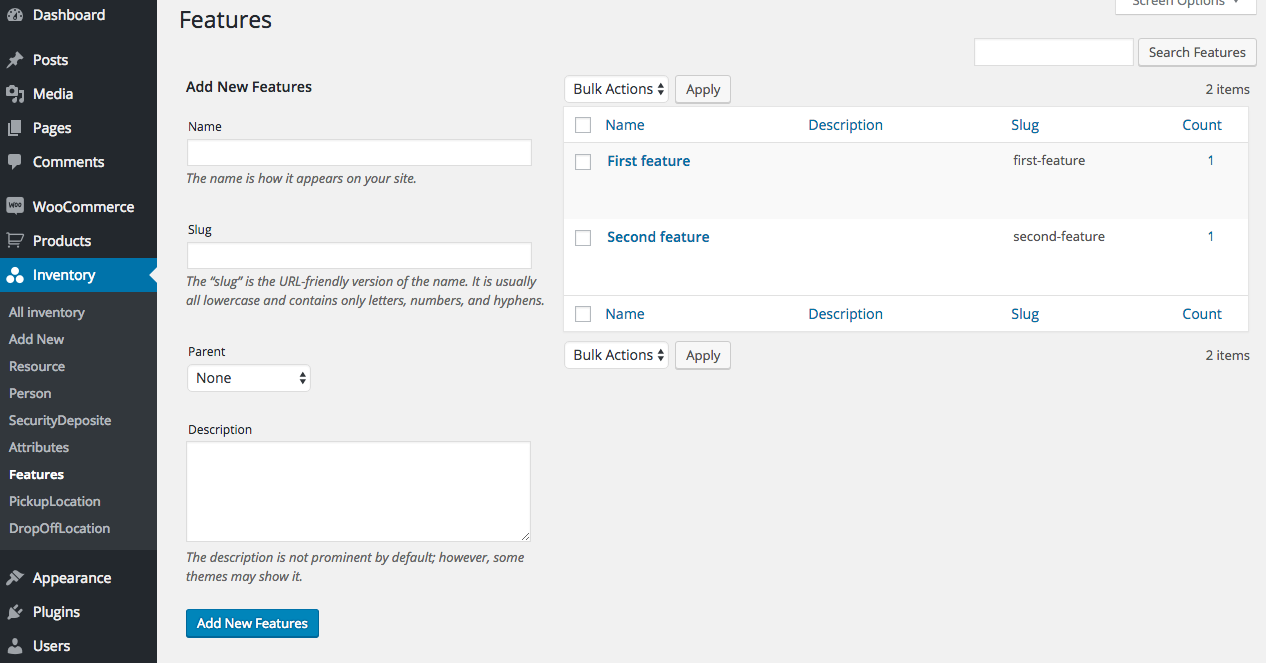 Dashboard
Posts
Media
Pages
Comments
WooCommerce
Products
Inventory
All inventory
Add New
Resource
Person
SecurityDeposite
Attributes
Features
PickupLocation
DropOffLocation
Appearance
Plugins
Users
Features
Screen Options
Search Features
Add New Features
Name
The name is how it appears on your site.
Slug
The “slug” is the URL-friendly version of the name. It is usually
all lowercase and contains only letters, numbers, and hyphens.
Parent
None
Description
The description is not prominent by default; however, some
themes may show it.
Add New Features
Bulk Actions Apply 2 items
Name Description Slug Count
First feature first-feature 1
Second feature second-feature 1
Name Description Slug Count
Bulk Actions Apply 2 items